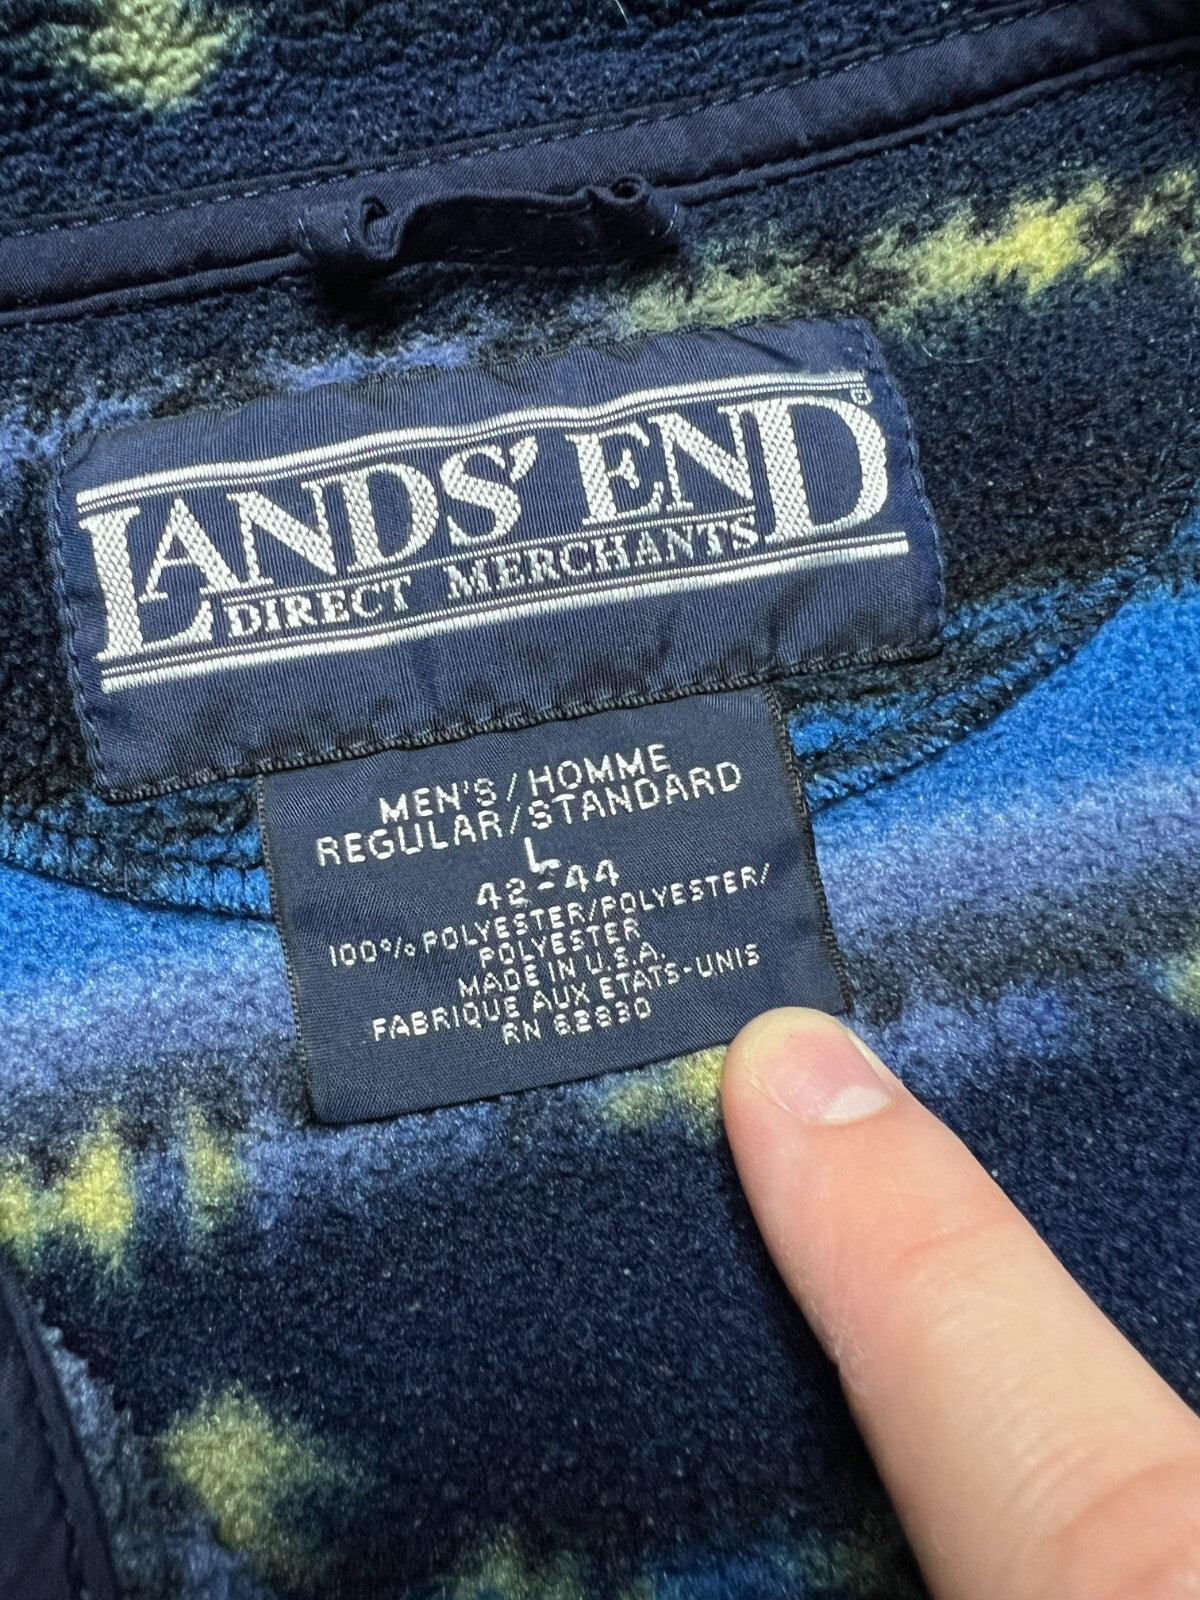 LANDS' END®
DIRECT MERCHANTS
MEN'S/HOMME
REGULAR/STANDARD
L
42-44
100% POLYESTER/POLYESTER/
POLYESTER
MADE IN U.S.A.
FABRIQUE AUX ETATS-UNIS
RN 62830